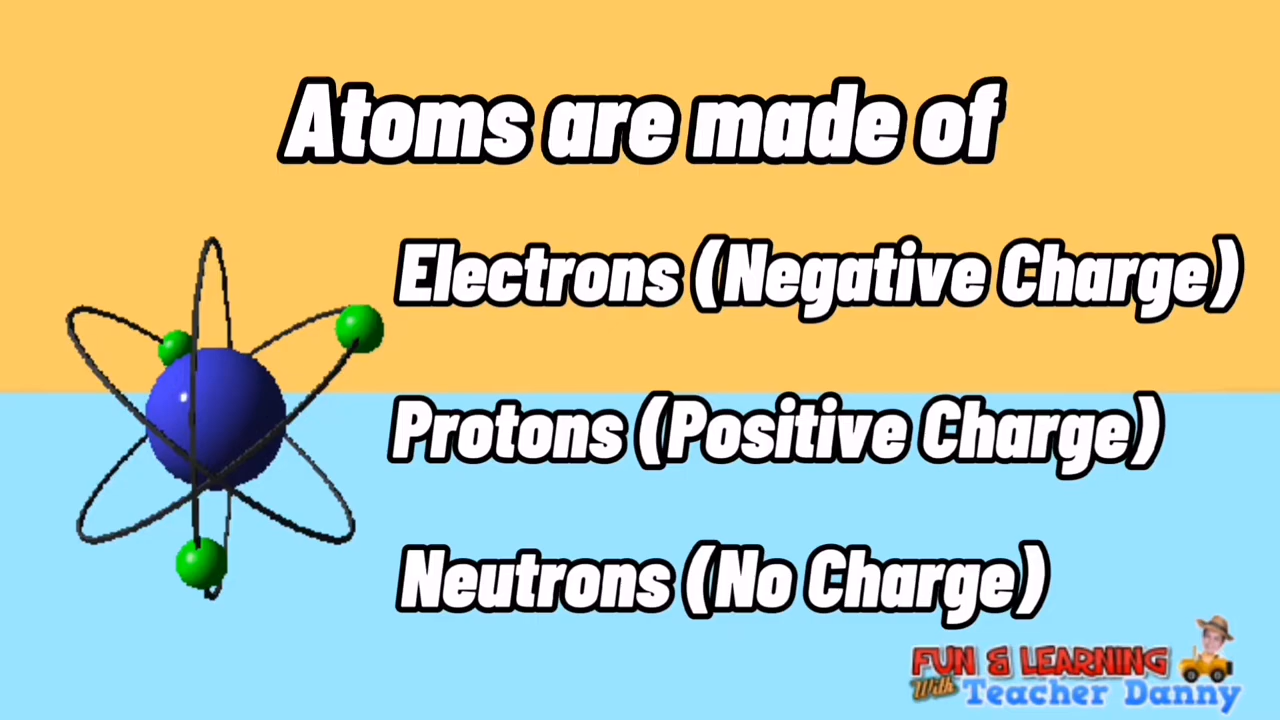 Atoms are made of
Electrons (Negative Charge)
Protons (Positive Charge)
Neutrons (No Charge)
FUN & LEARNING
With Teacher Danny